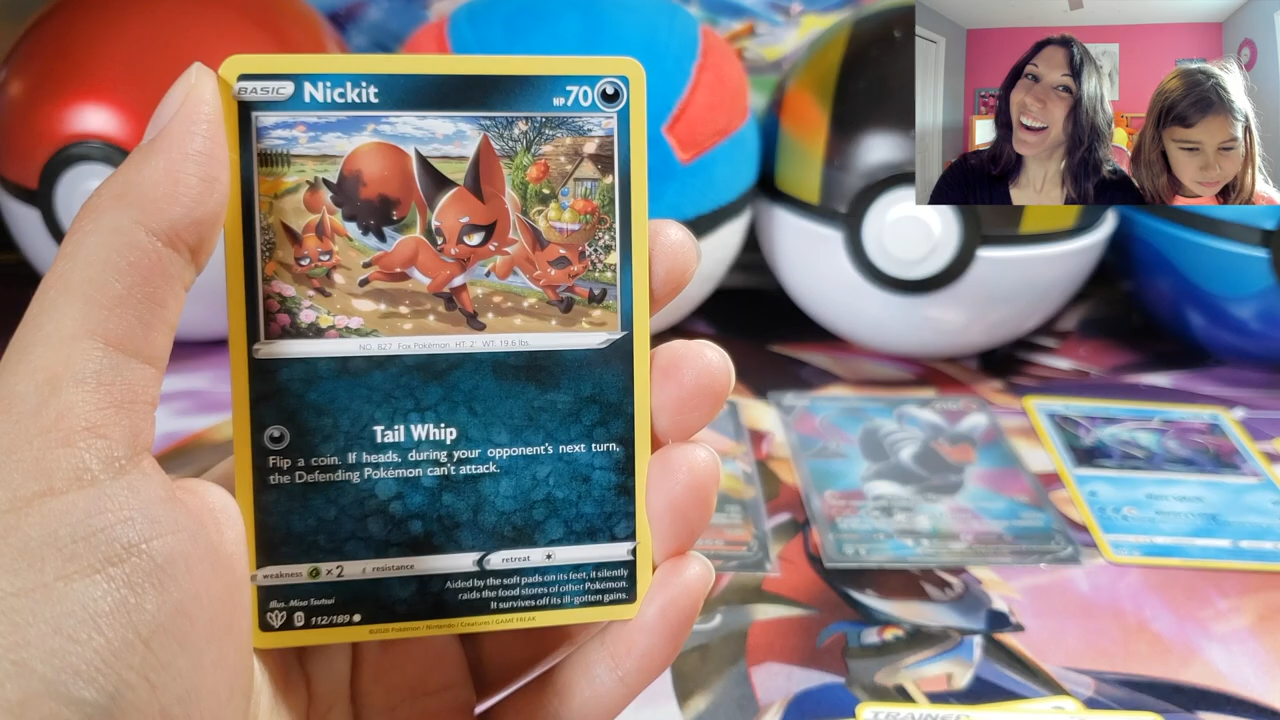 BASIC Nickit HP 70
NO. 827 Fox Pokémon HT: 2' WT: 19.6 lbs.
Tail Whip
Flip a coin. If heads, during your opponent's next turn,
the Defending Pokémon can't attack.
weakness ×2 resistance retreat
Aided by the soft pads on its feet, it silently
raids the food stores of other Pokémon.
It survives off its ill-gotten gains.
Illus. Misa Tsutsui
D 112/189
©2020 Pokémon / Nintendo / Creatures / GAME FREAK
TRAINER